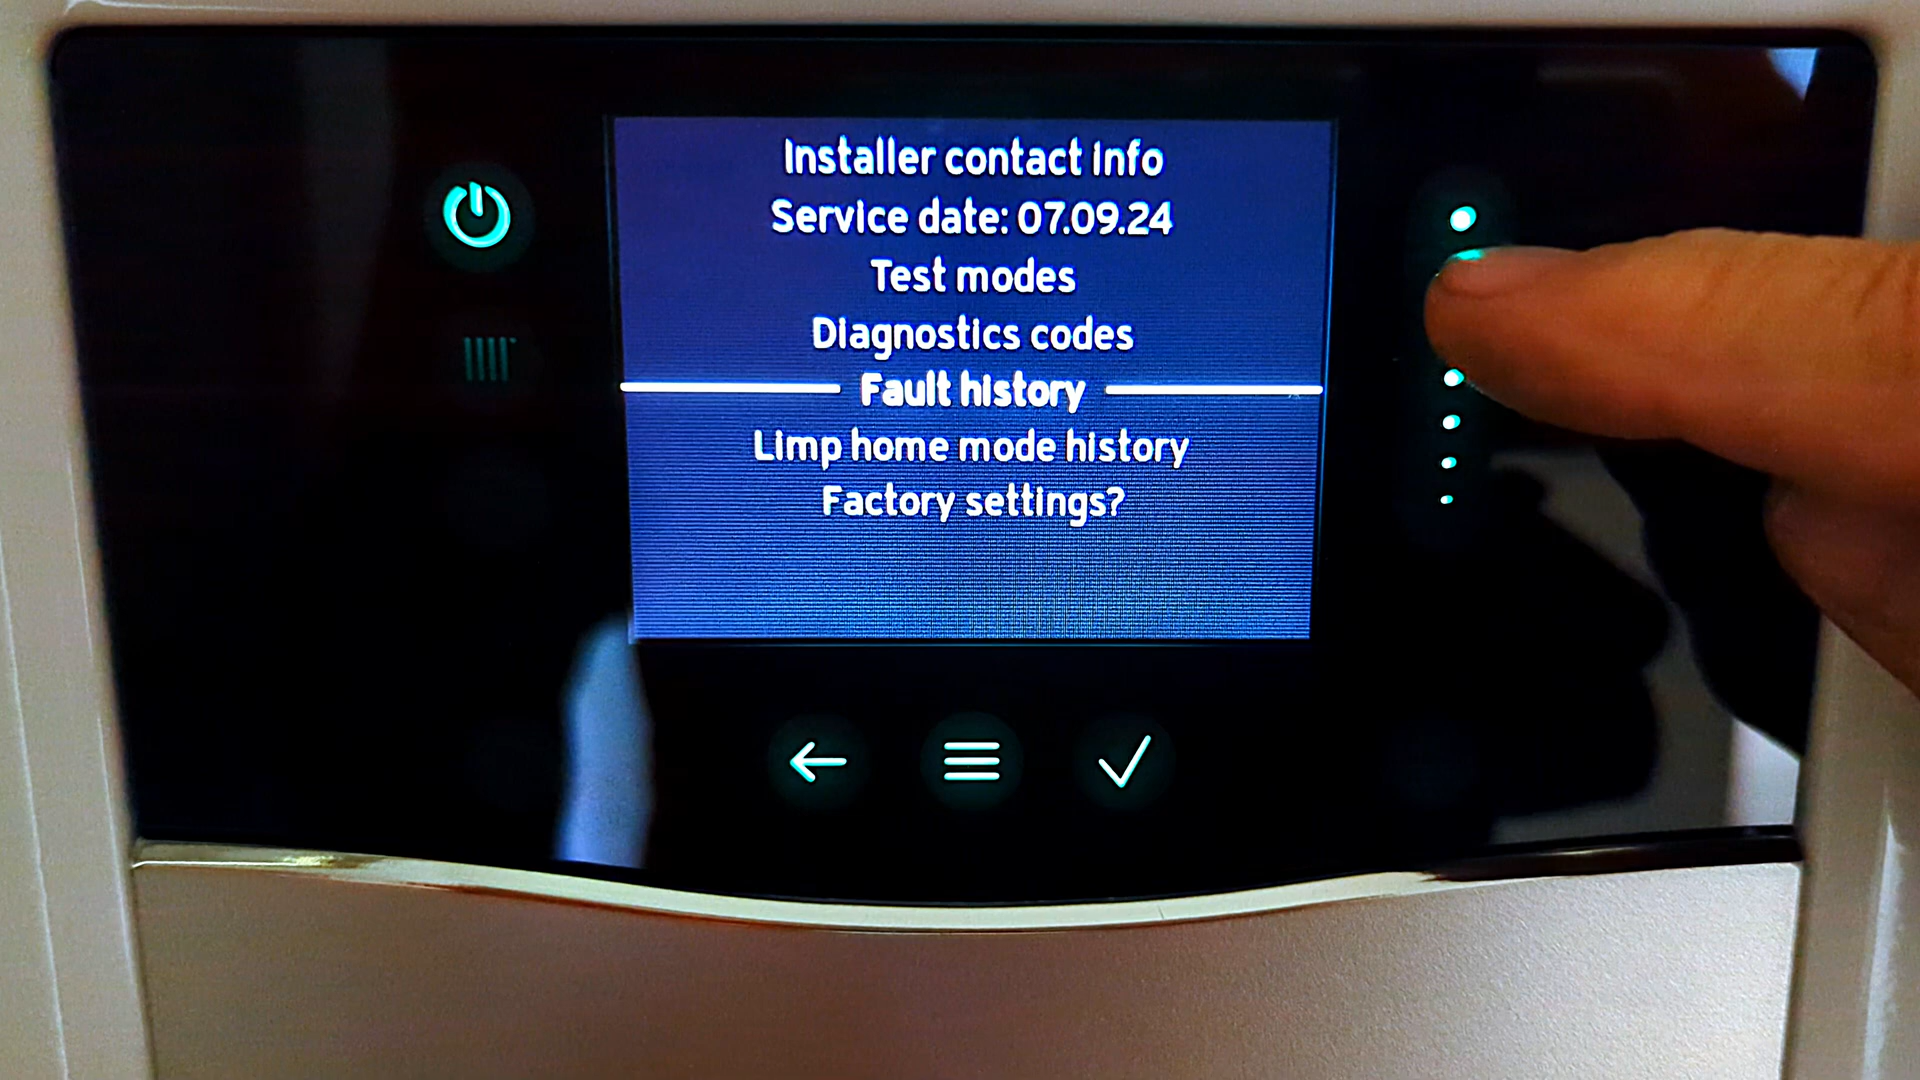 Installer contact info
Service date: 07.09.24
Test modes
Diagnostics codes
Fault history
Limp home mode history
Factory settings?